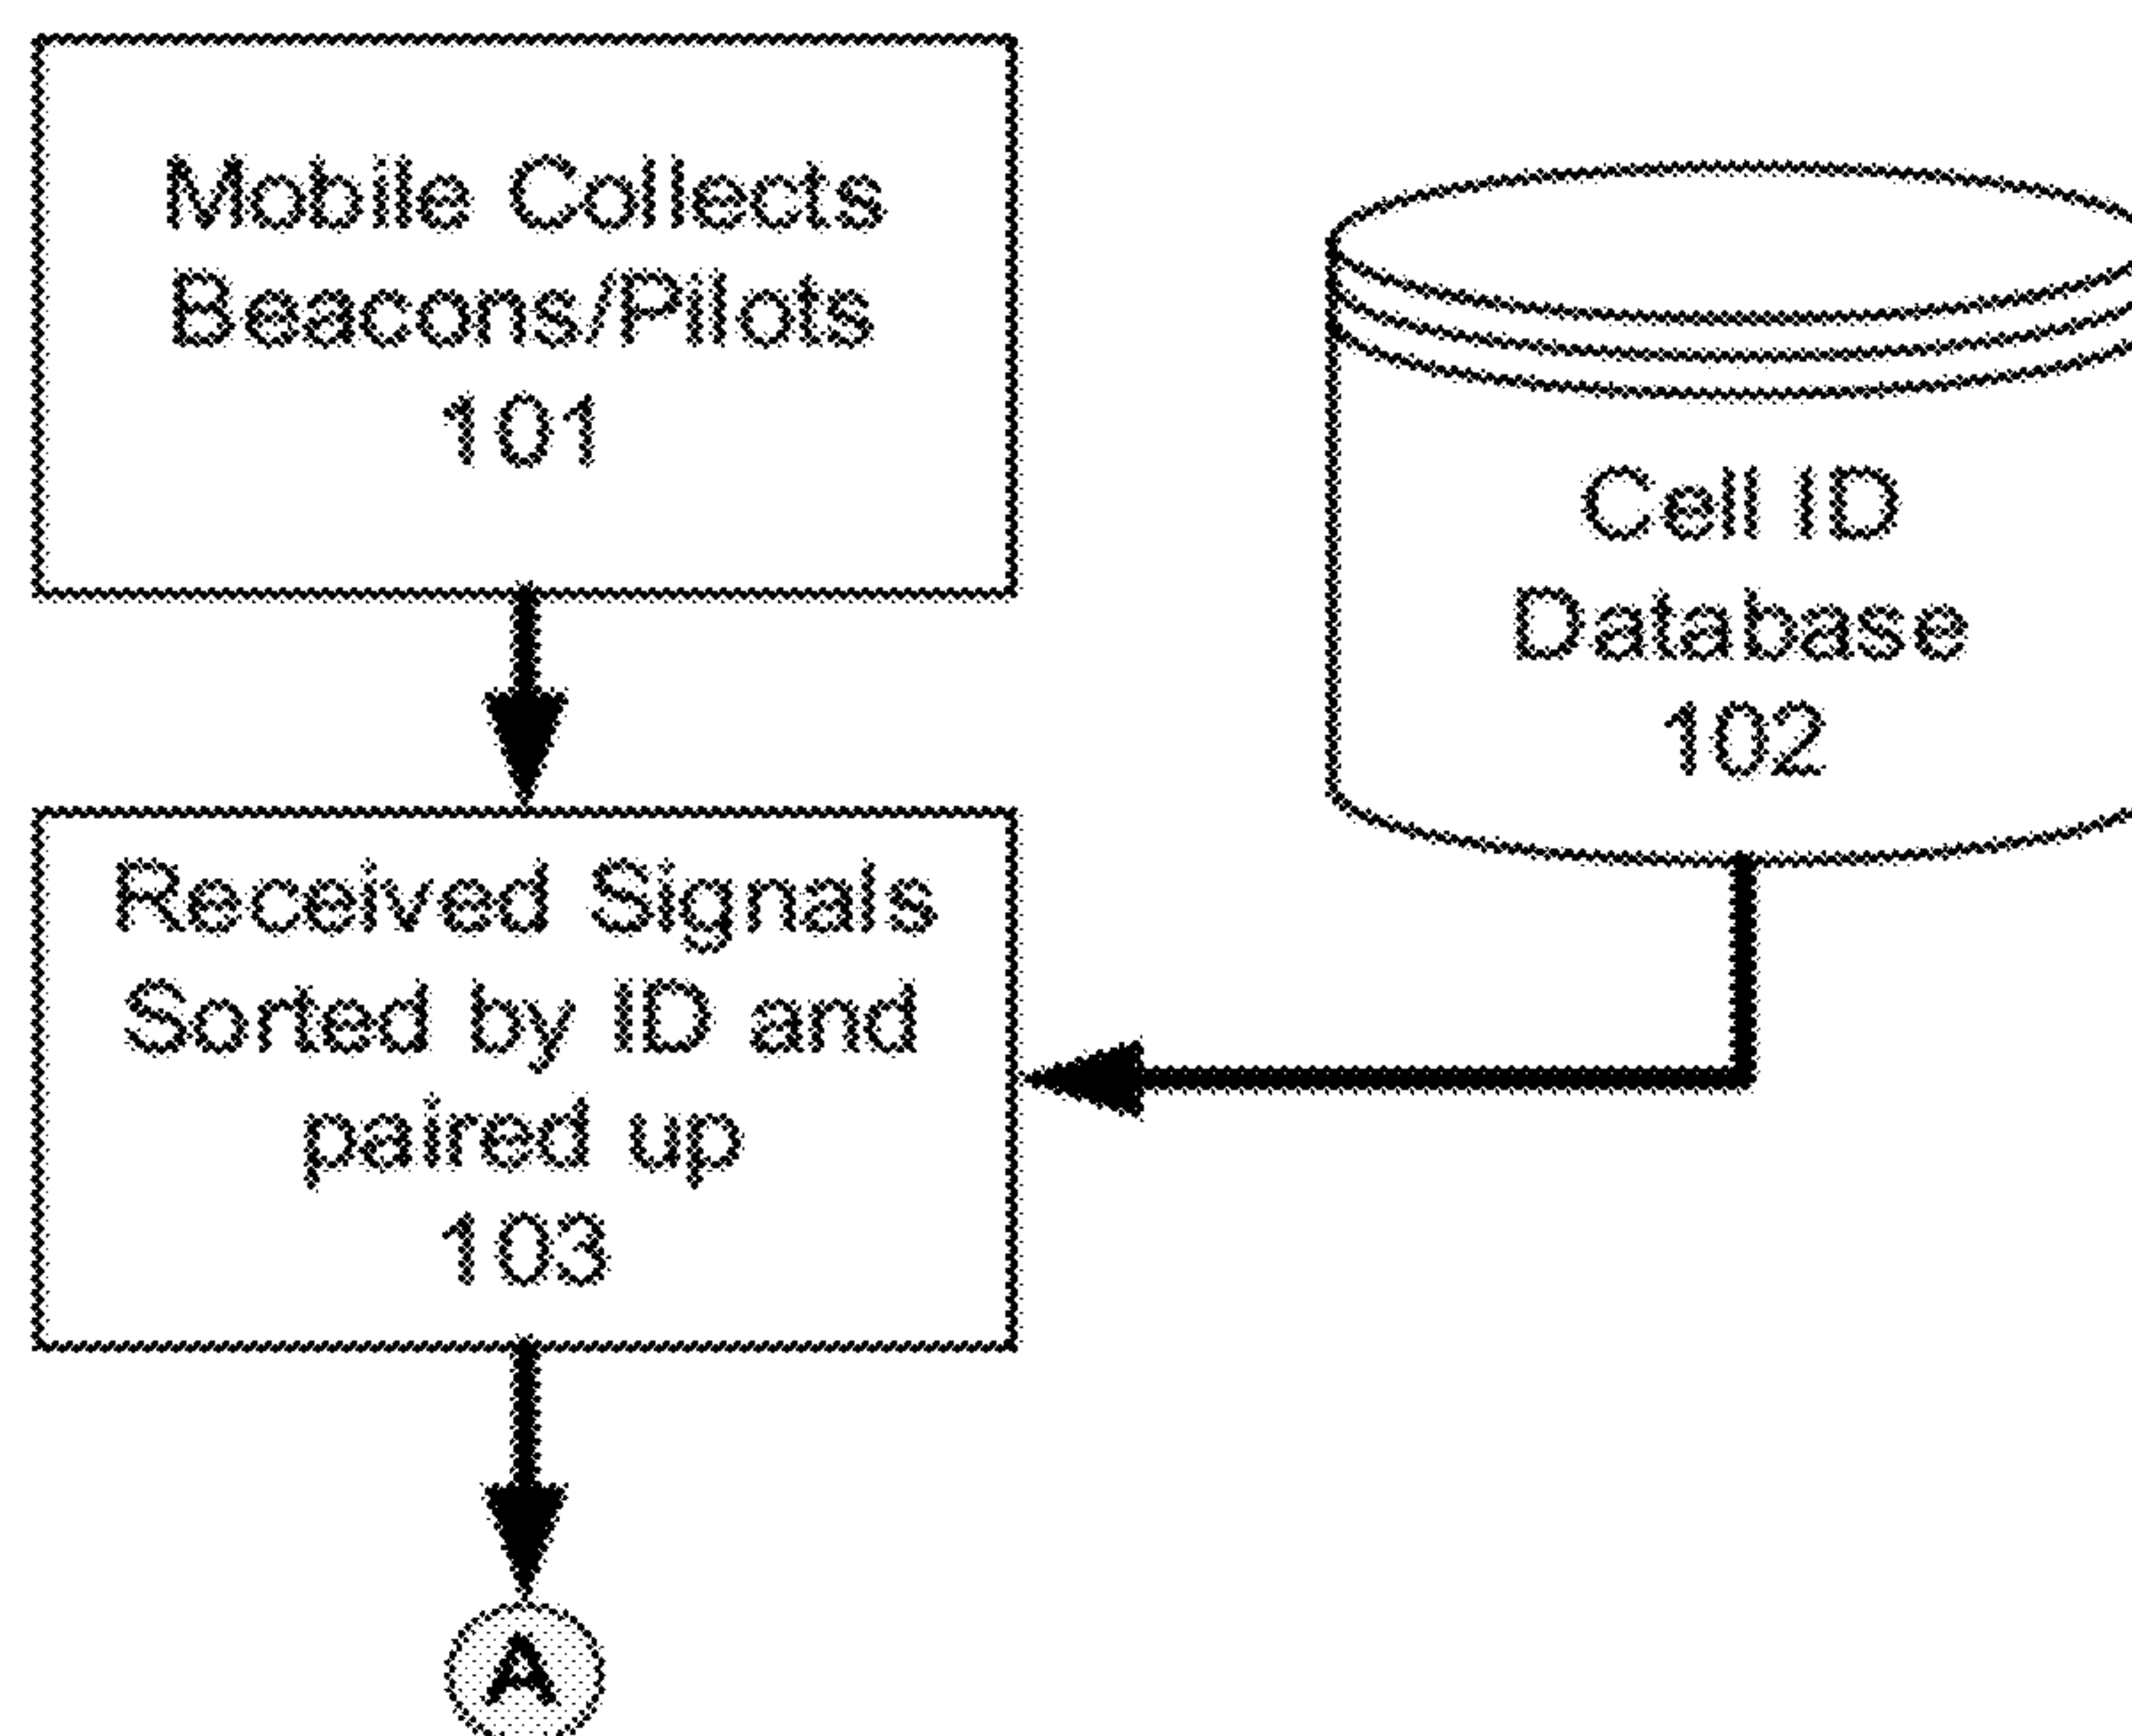 Mobile Collects
Beacons/Pilots
101
Cell ID
Database
102
Received Signals
Sorted by ID and
paired up
103
A